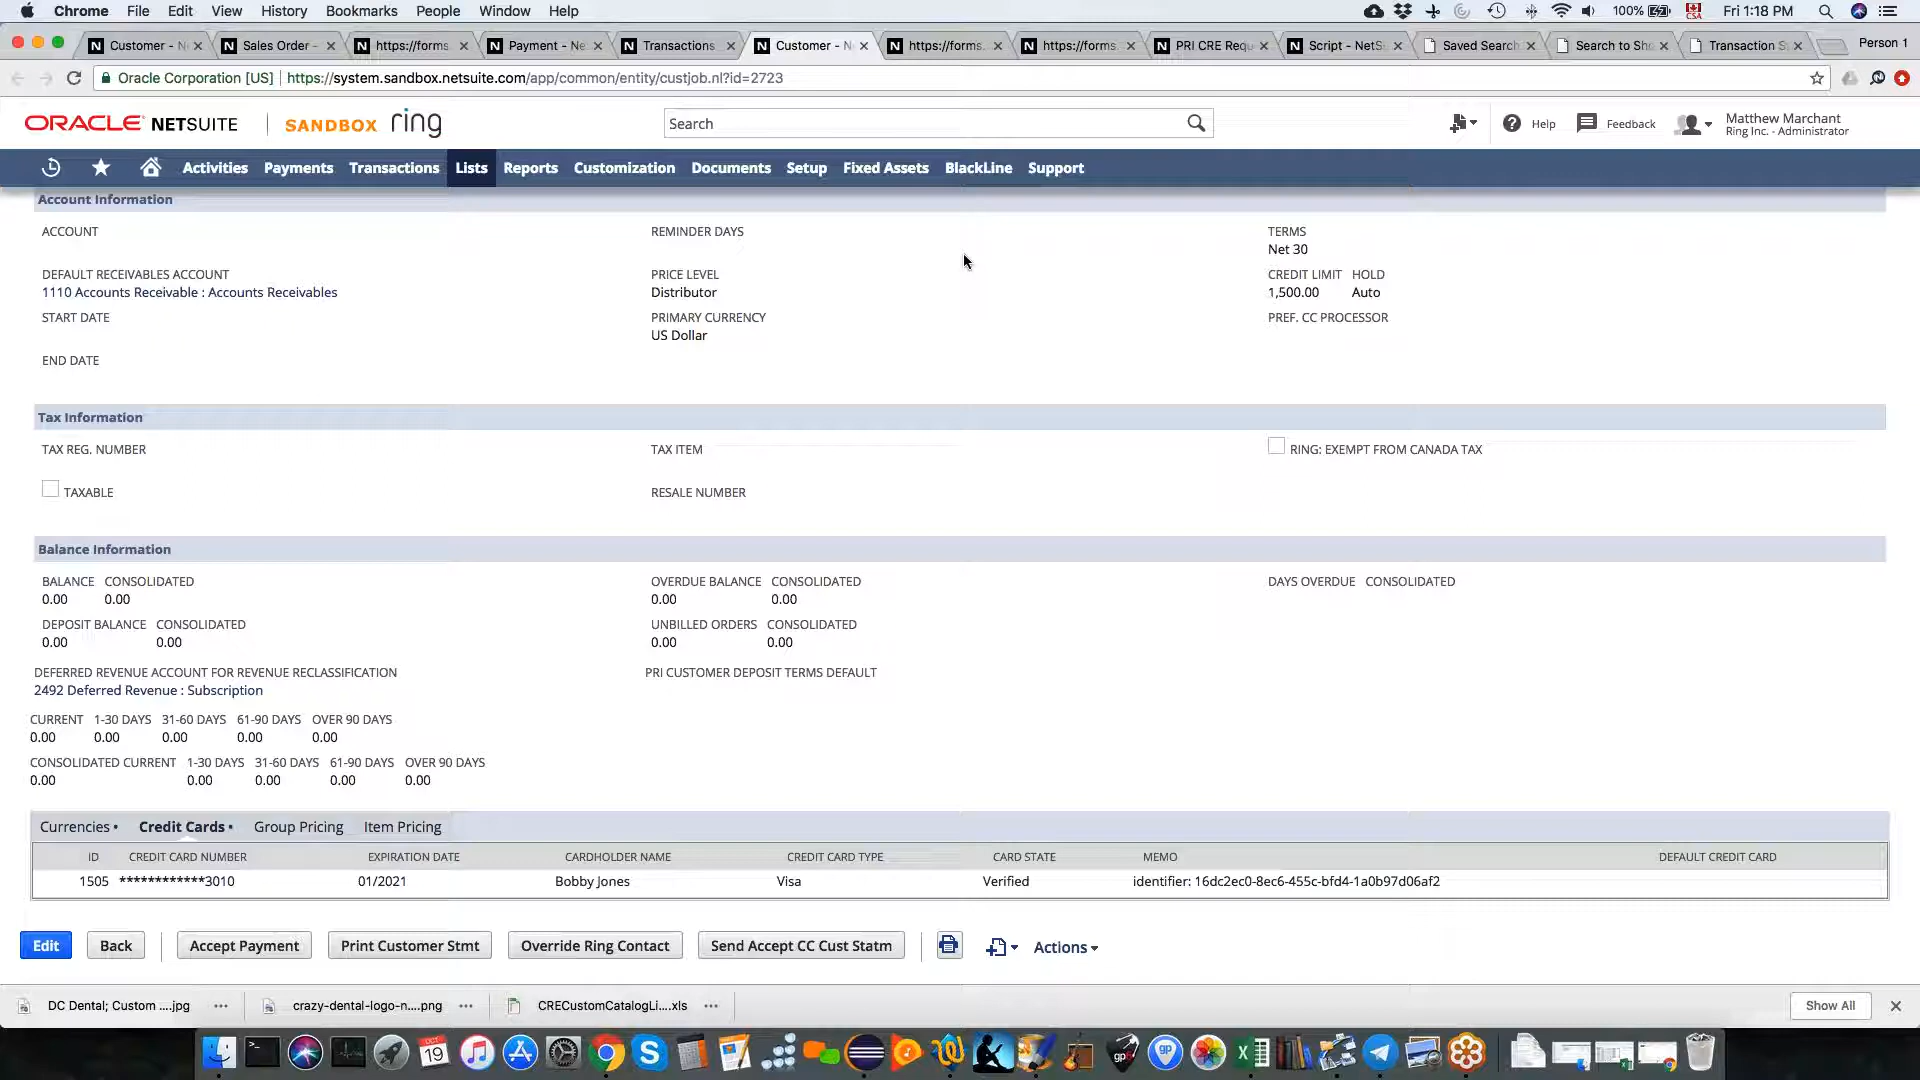 Chrome File Edit View History Bookmarks People Window Help 100% Fri 1:18 PM
Customer - N Sales Order - https://forms. Payment - Ne Transactions Customer - N https://forms. https://forms. PRI CRE Requ Script - NetS Saved Search Search to Sho Transaction S Person 1
Oracle Corporation [US] https://system.sandbox.netsuite.com/app/common/entity/custjob.nl?id=2723
ORACLE NETSUITE SANDBOX ring Search Help Feedback Matthew Marchant
Ring Inc. - Administrator
Activities Payments Transactions Lists Reports Customization Documents Setup Fixed Assets BlackLine Support
Account Information
ACCOUNT REMINDER DAYS TERMS
Net 30
DEFAULT RECEIVABLES ACCOUNT PRICE LEVEL CREDIT LIMIT HOLD
1110 Accounts Receivable : Accounts Receivables Distributor 1,500.00 Auto
START DATE PRIMARY CURRENCY PREF. CC PROCESSOR
US Dollar
END DATE
Tax Information
TAX REG. NUMBER TAX ITEM RING: EXEMPT FROM CANADA TAX
TAXABLE RESALE NUMBER
Balance Information
BALANCE CONSOLIDATED OVERDUE BALANCE CONSOLIDATED DAYS OVERDUE CONSOLIDATED
0.00 0.00 0.00 0.00
DEPOSIT BALANCE CONSOLIDATED UNBILLED ORDERS CONSOLIDATED
0.00 0.00 0.00 0.00
DEFERRED REVENUE ACCOUNT FOR REVENUE RECLASSIFICATION PRI CUSTOMER DEPOSIT TERMS DEFAULT
2492 Deferred Revenue : Subscription
CURRENT 1-30 DAYS 31-60 DAYS 61-90 DAYS OVER 90 DAYS
0.00 0.00 0.00 0.00 0.00
CONSOLIDATED CURRENT 1-30 DAYS 31-60 DAYS 61-90 DAYS OVER 90 DAYS
0.00 0.00 0.00 0.00 0.00
Currencies • Credit Cards • Group Pricing Item Pricing
ID CREDIT CARD NUMBER EXPIRATION DATE CARDHOLDER NAME CREDIT CARD TYPE CARD STATE MEMO DEFAULT CREDIT CARD
1505 ************3010 01/2021 Bobby Jones Visa Verified identifier: 16dc2ec0-8ec6-455c-bfd4-1a0b97d06af2
Edit Back Accept Payment Print Customer Stmt Override Ring Contact Send Accept CC Cust Statm Actions
DC Dental; Custom ....jpg crazy-dental-logo-n....png CRECustomCatalogLi....xls Show All
OCT 19